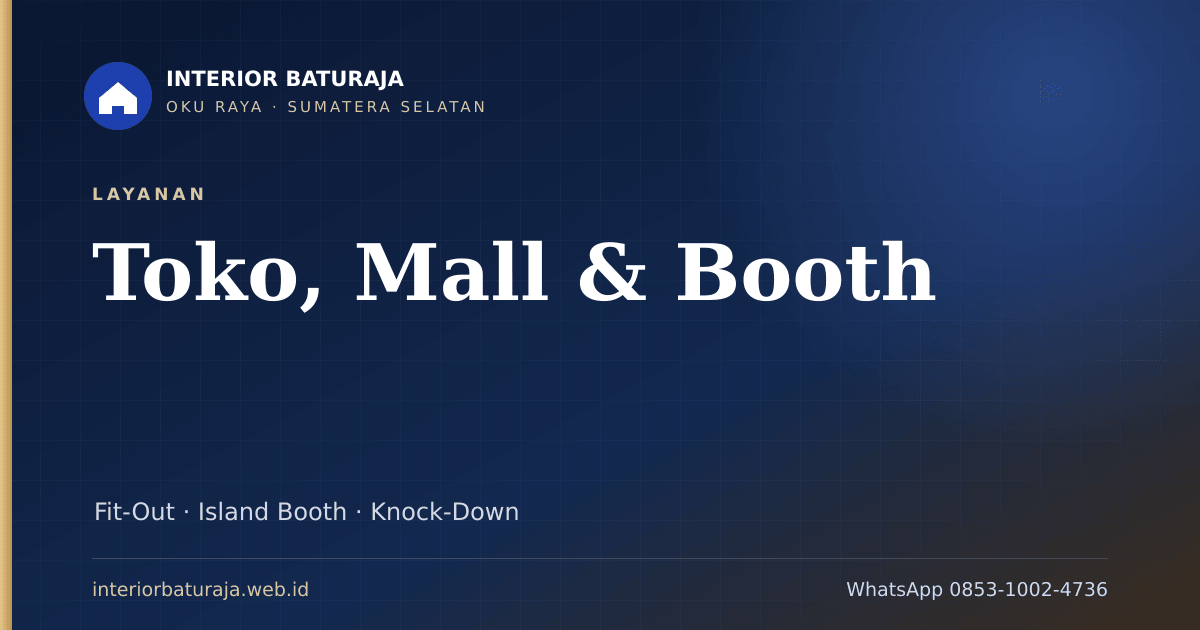 INTERIOR BATURAJA
OKU RAYA · SUMATERA SELATAN
LAYANAN
Toko, Mall & Booth
Fit-Out · Island Booth · Knock-Down
interiorbaturaja.web.id
WhatsApp 0853-1002-4736